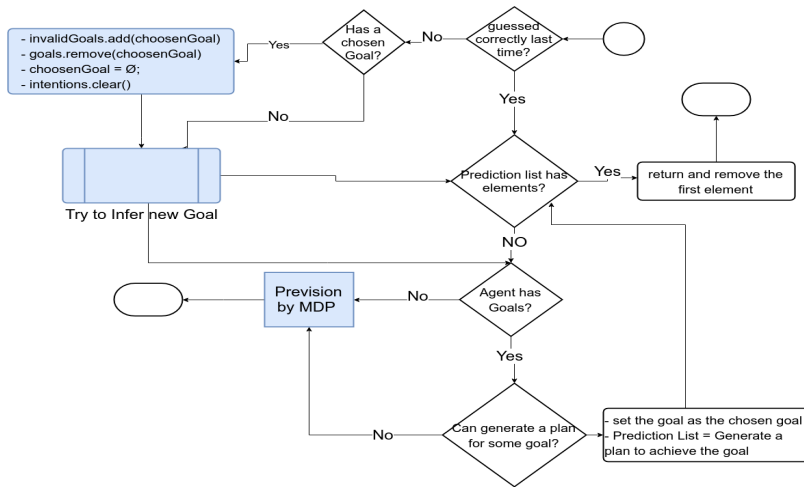 - invalidGoals.add(choosenGoal)
- goals.remove(choosenGoal)
- choosenGoal = Ø;
- intentions.clear()
Yes
Has a
chosen
Goal?
No
guessed
correctly last
time?
Yes
No
Try to Infer new Goal
Prediction list has
elements?
Yes
return and remove the
first element
NO
Prevision
by MDP
No
Agent has
Goals?
Yes
No
Can generate a plan
for some goal?
- set the goal as the chosen goal
- Prediction List = Generate a
plan to achieve the goal